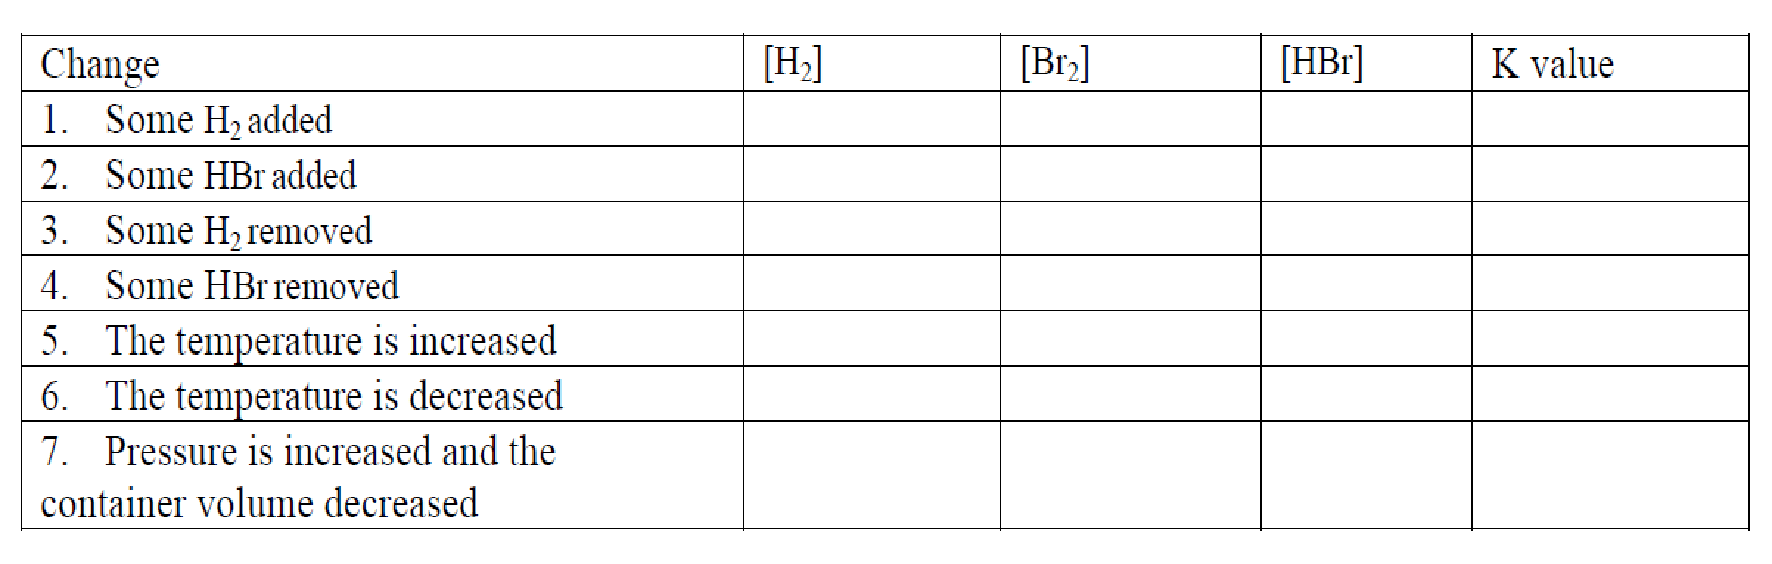 Change [H₂] [Br₂] [HBr] K value
1. Some H₂ added
2. Some HBr added
3. Some H₂ removed
4. Some HBr removed
5. The temperature is increased
6. The temperature is decreased
7. Pressure is increased and the
container volume decreased